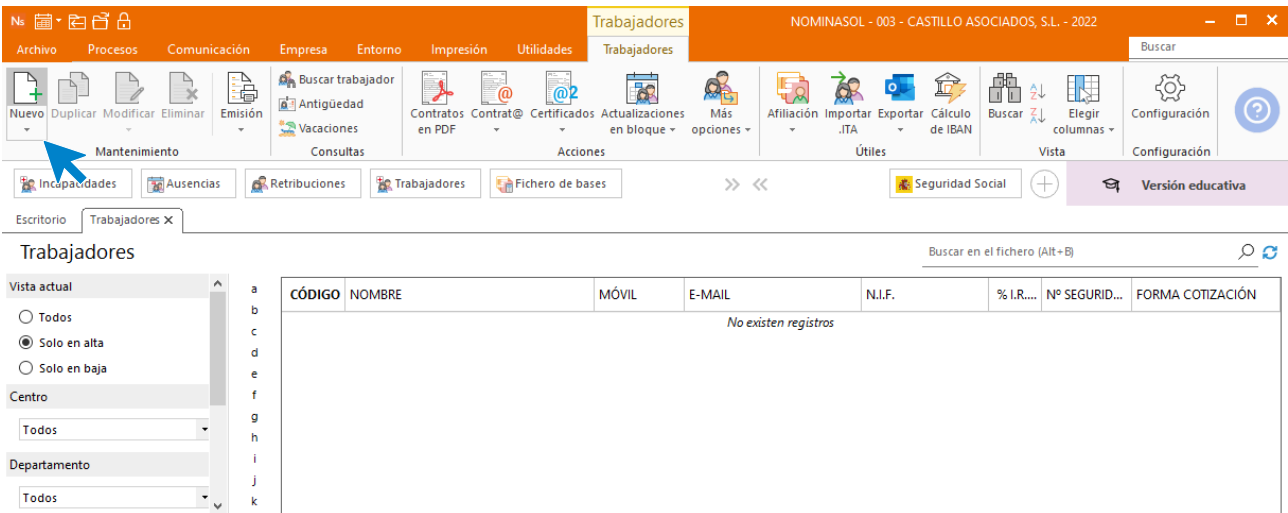 Ns
Trabajadores
NOMINASOL - 003 - CASTILLO ASOCIADOS, S.L. - 2022
Archivo Procesos Comunicación Empresa Entorno Impresión Utilidades Trabajadores
Buscar
Nuevo Duplicar Modificar Eliminar Emisión
Mantenimiento
Buscar trabajador
Antigüedad
Vacaciones
Consultas
Contratos en PDF Contrat@ Certificados Actualizaciones en bloque Más opciones
Acciones
Afiliación Importar .ITA Exportar Cálculo de IBAN
Útiles
Buscar Elegir columnas
Vista
Configuración
Configuración
Incapacidades Ausencias Retribuciones Trabajadores Fichero de bases Seguridad Social Versión educativa
Escritorio Trabajadores
Trabajadores
Buscar en el fichero (Alt+B)
Vista actual
Todos
Solo en alta
Solo en baja
Centro
Todos
Departamento
Todos
a
b
c
d
e
f
g
h
i
j
k
CÓDIGO NOMBRE MÓVIL E-MAIL N.I.F. % I.R.... Nº SEGURID... FORMA COTIZACIÓN
No existen registros